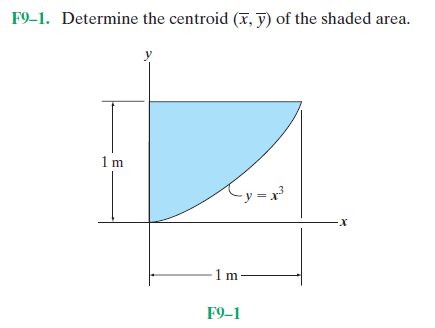 F9–1. Determine the centroid (x̅, y̅) of the shaded area.
y
1 m
y = x³
x
1 m
F9–1